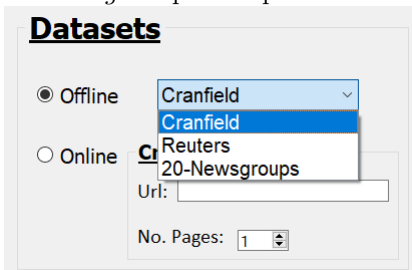 Datasets
Offline
Cranfield
Cranfield
Reuters
20-Newsgroups
Online
Url:
No. Pages: 1